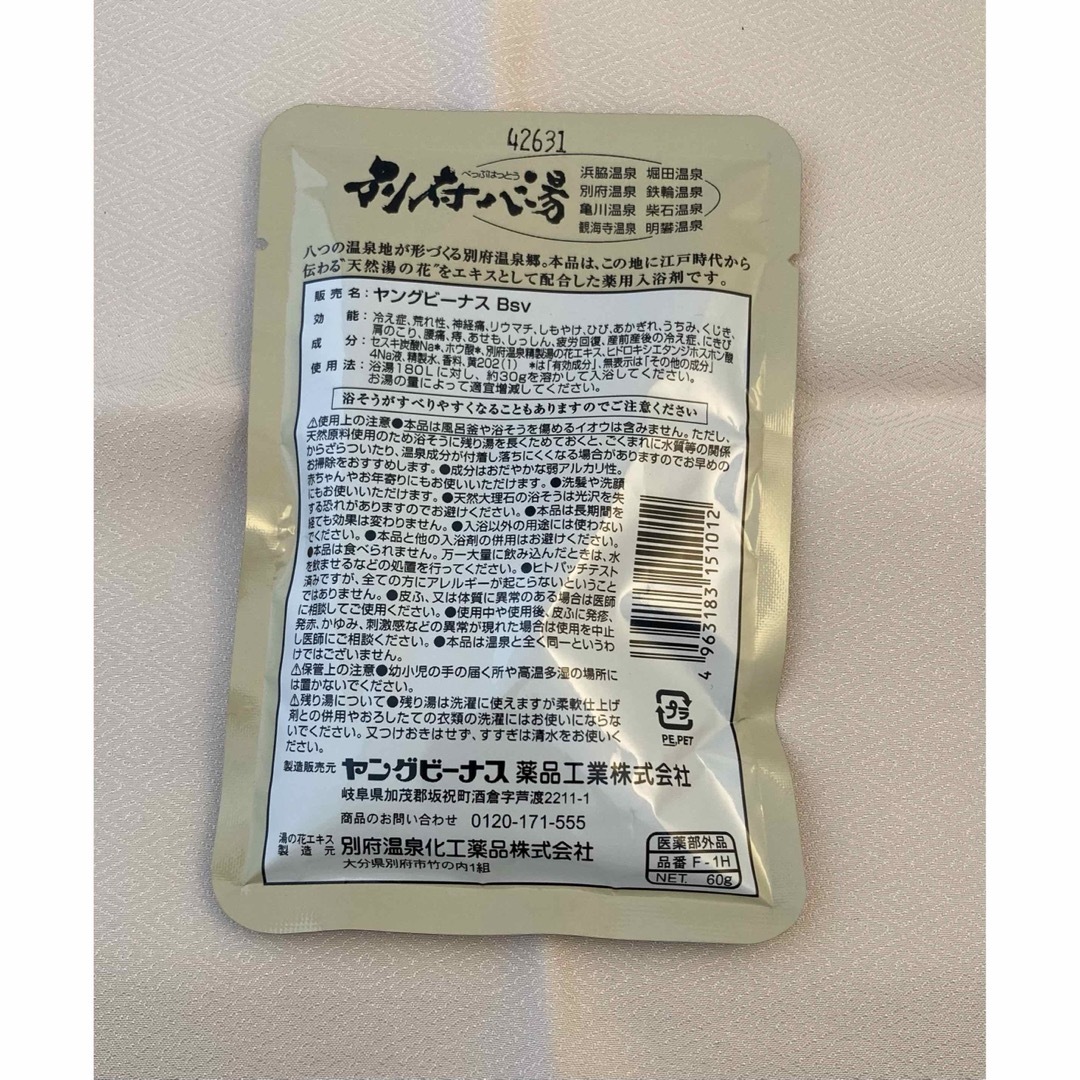 42631
べっぷはっとう
別府八湯
浜脇温泉 堀田温泉
別府温泉 鉄輪温泉
亀川温泉 柴石温泉
観海寺温泉 明礬温泉
八つの温泉地が形づくる別府温泉郷。本品は、この地に江戸時代から
伝わる"天然湯の花"をエキスとして配合した薬用入浴剤です。
販売名:ヤングビーナス Bsv
効能:冷え症、荒れ性、神経痛、リウマチ、しもやけ、ひび、あかぎれ、うちみ、くじき、
肩のこり、腰痛、痔、あせも、しっしん、疲労回復、産前産後の冷え症、にきび
成分:セスキ炭酸Na*、ホウ酸*、別府温泉精製湯の花エキス、ヒドロキシエタンジホスホン酸
4Na液、精製水、香料、黄202(1) *は「有効成分」、無表示は「その他の成分」
使用法:浴湯180Lに対し、約30gを溶かして入浴してください。
お湯の量によって適宜増減してください。
浴そうがすべりやすくなることもありますのでご注意ください
⚠使用上の注意●本品は風呂釜や浴そうを傷めるイオウは含みません。ただし、
天然原料使用のため浴そうに残り湯を長くためておくと、ごくまれに水質等の関係
からざらついたり、温泉成分が付着し落ちにくくなる場合がありますのでお早めの
お掃除をおすすめします。●成分はおだやかな弱アルカリ性。
赤ちゃんやお年寄りにもお使いいただけます。●洗髪や洗顔
にもお使いいただけます。●天然大理石の浴そうは光沢を失
する恐れがありますのでお避けください。●本品は長期間を
経ても効果は変わりません。●入浴以外の用途には使わない
でください。●本品と他の入浴剤の併用はお避けください。
●本品は食べられません。万一大量に飲み込んだときは、水
を飲ませるなどの処置を行ってください。●ヒトパッチテスト
済みですが、全ての方にアレルギーが起こらないということ
ではありません。●皮ふ、又は体質に異常のある場合は医師
に相談してご使用ください。●使用中や使用後、皮ふに発疹、
発赤、かゆみ、刺激感などの異常が現れた場合は使用を中止
し医師にご相談ください。●本品は温泉と全く同一というわ
けではございません。
⚠保管上の注意●幼小児の手の届く所や高温多湿の場所に
は置かないでください。
⚠残り湯について●残り湯は洗濯に使えますが柔軟仕上げ
剤との併用やおろしたての衣類の洗濯にはお使いにならな
いでください。又つけおきはせず、すすぎは清水をお使いく
ださい。
4 963183 151012
プラ
PE,PET
製造販売元 ヤングビーナス薬品工業株式会社
岐阜県加茂郡坂祝町酒倉字芦渡2211-1
商品のお問い合わせ 0120-171-555
湯の花エキス
製造元 別府温泉化工薬品株式会社
大分県別府市竹の内1組
医薬部外品
品番 F-1H
NET. 60g